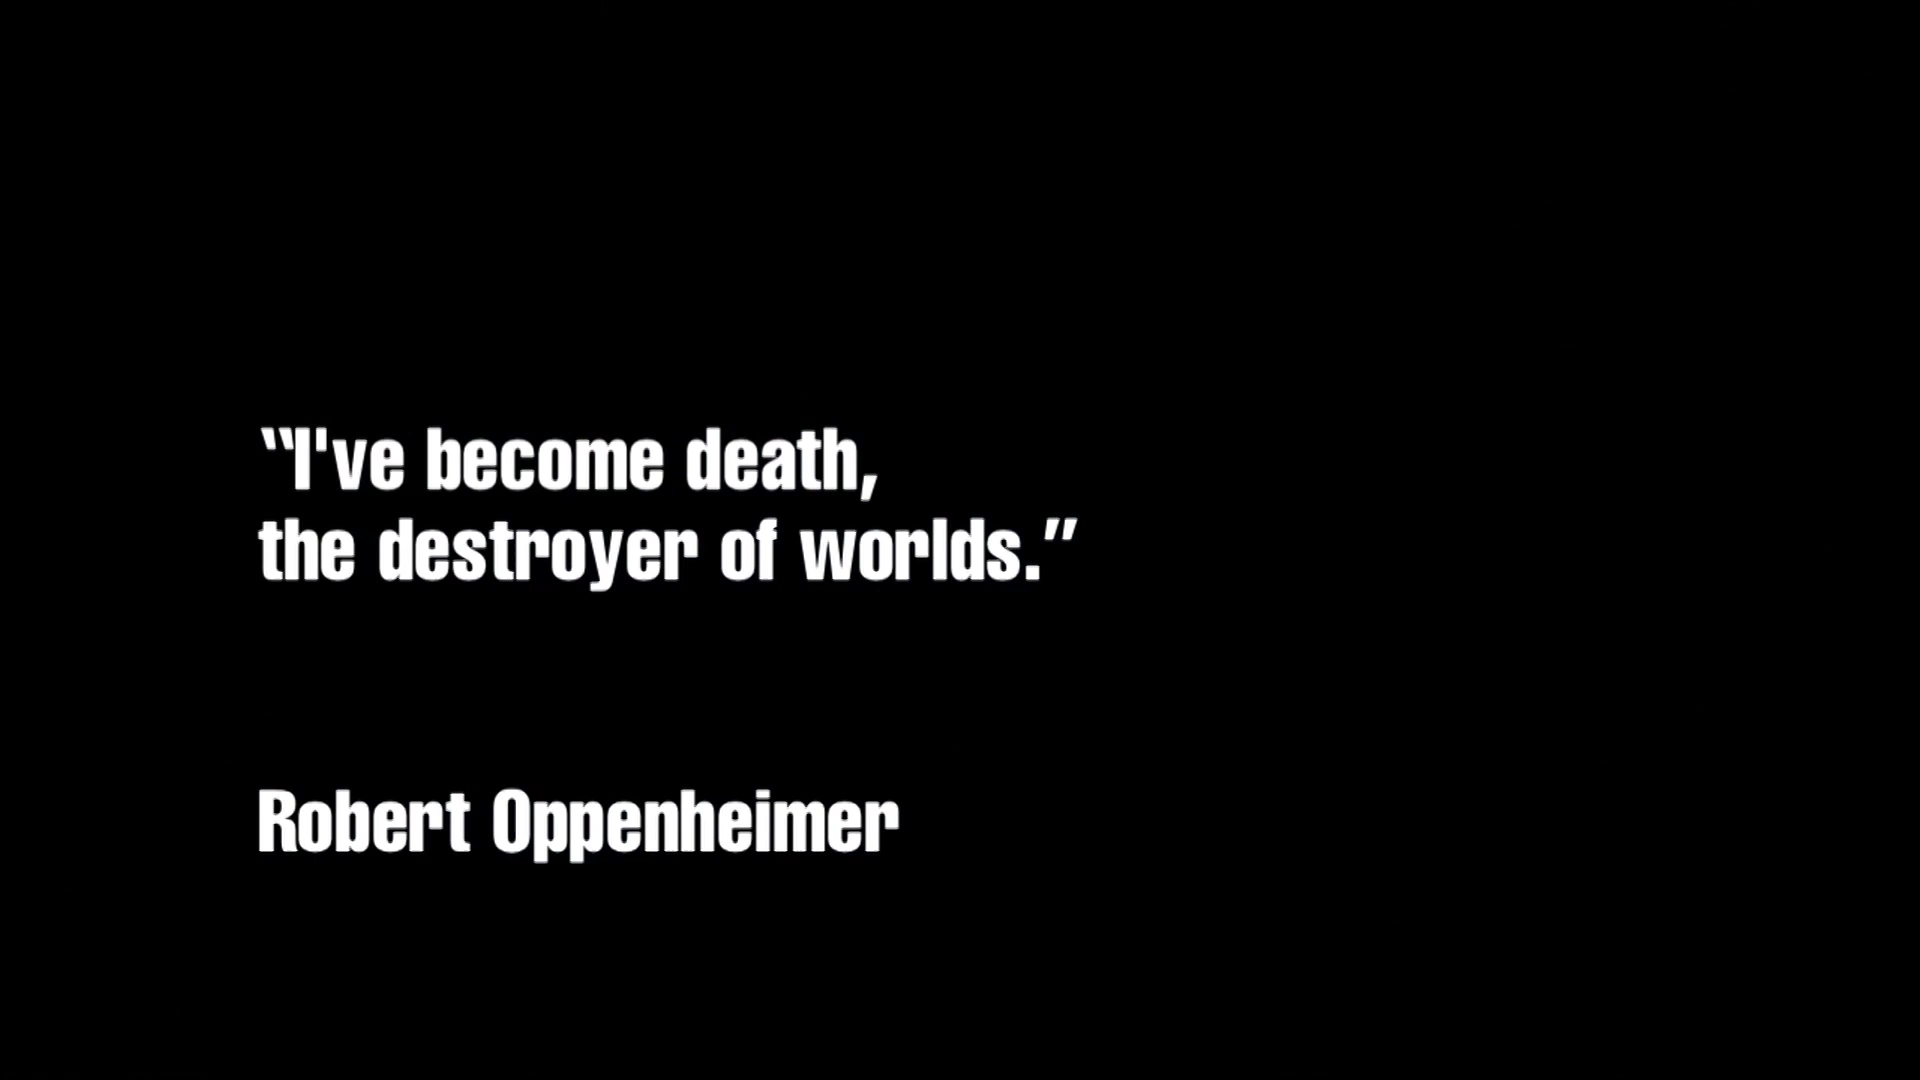 “I've become death,
the destroyer of worlds.”
Robert Oppenheimer